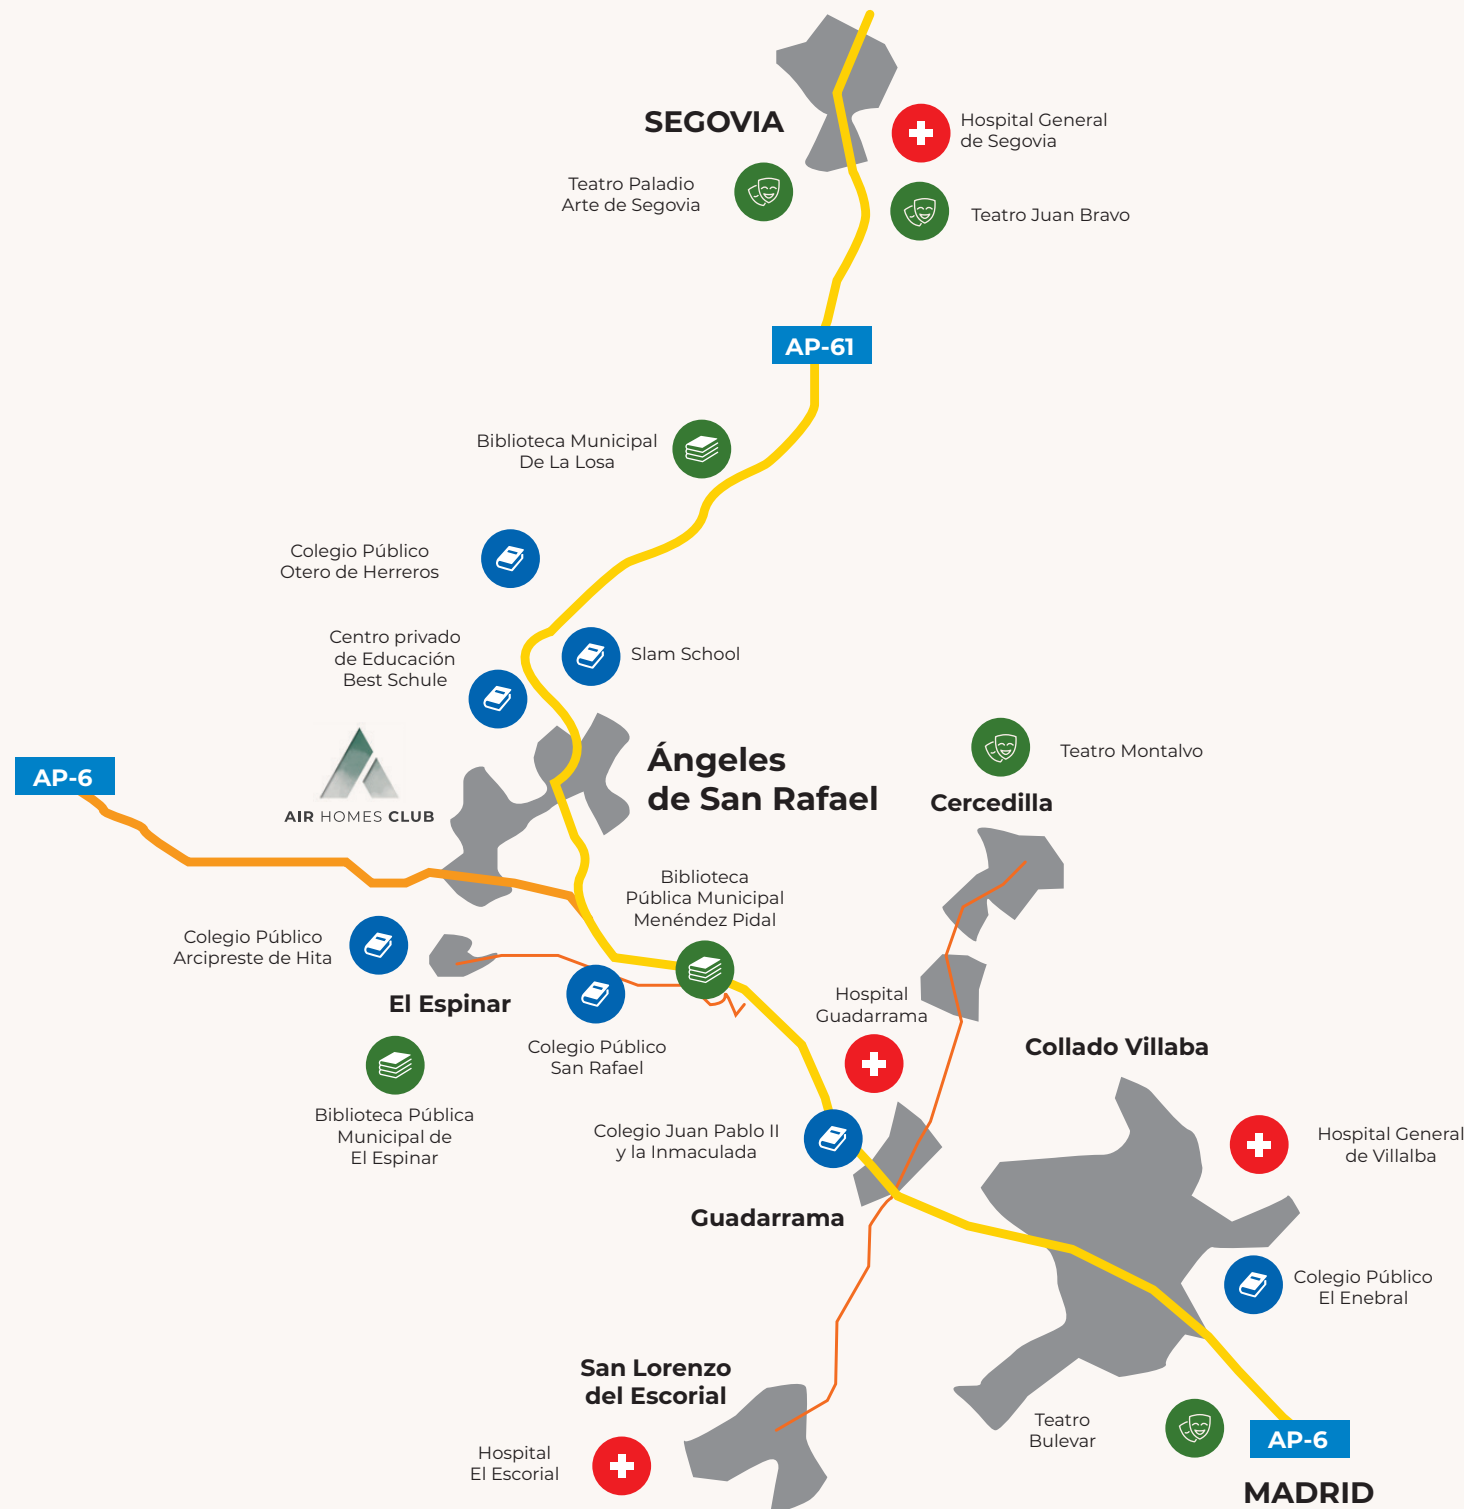 SEGOVIA
Hospital General
de Segovia
Teatro Paladio
Arte de Segovia
Teatro Juan Bravo
AP-61
Biblioteca Municipal
De La Losa
Colegio Público
Otero de Herreros
Centro privado
de Educación
Best Schule
Slam School
AP-6
AIR HOMES CLUB
Ángeles
de San Rafael
Teatro Montalvo
Cercedilla
Biblioteca
Pública Municipal
Menéndez Pidal
Colegio Público
Arcipreste de Hita
El Espinar
Hospital
Guadarrama
Colegio Público
San Rafael
Collado Villaba
Biblioteca Pública
Municipal de
El Espinar
Colegio Juan Pablo II
y la Inmaculada
Hospital General
de Villalba
Guadarrama
Colegio Público
El Enebral
San Lorenzo
del Escorial
Teatro
Bulevar
AP-6
Hospital
El Escorial
MADRID